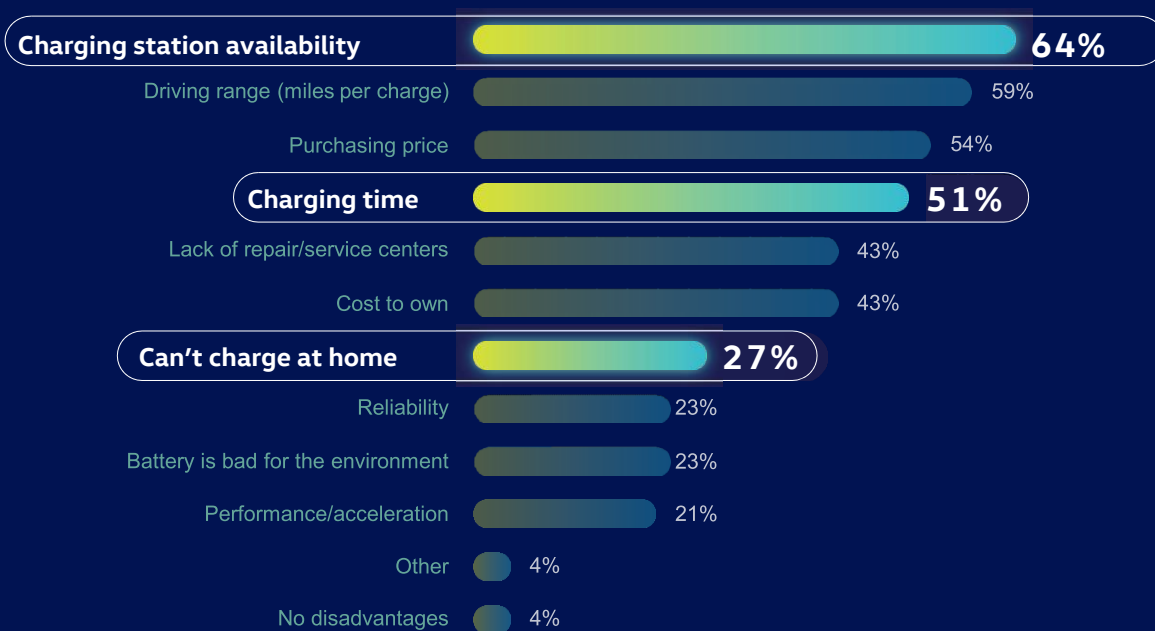 Charging station availability 64%
Driving range (miles per charge) 59%
Purchasing price 54%
Charging time 51%
Lack of repair/service centers 43%
Cost to own 43%
Can’t charge at home 27%
Reliability 23%
Battery is bad for the environment 23%
Performance/acceleration 21%
Other 4%
No disadvantages 4%